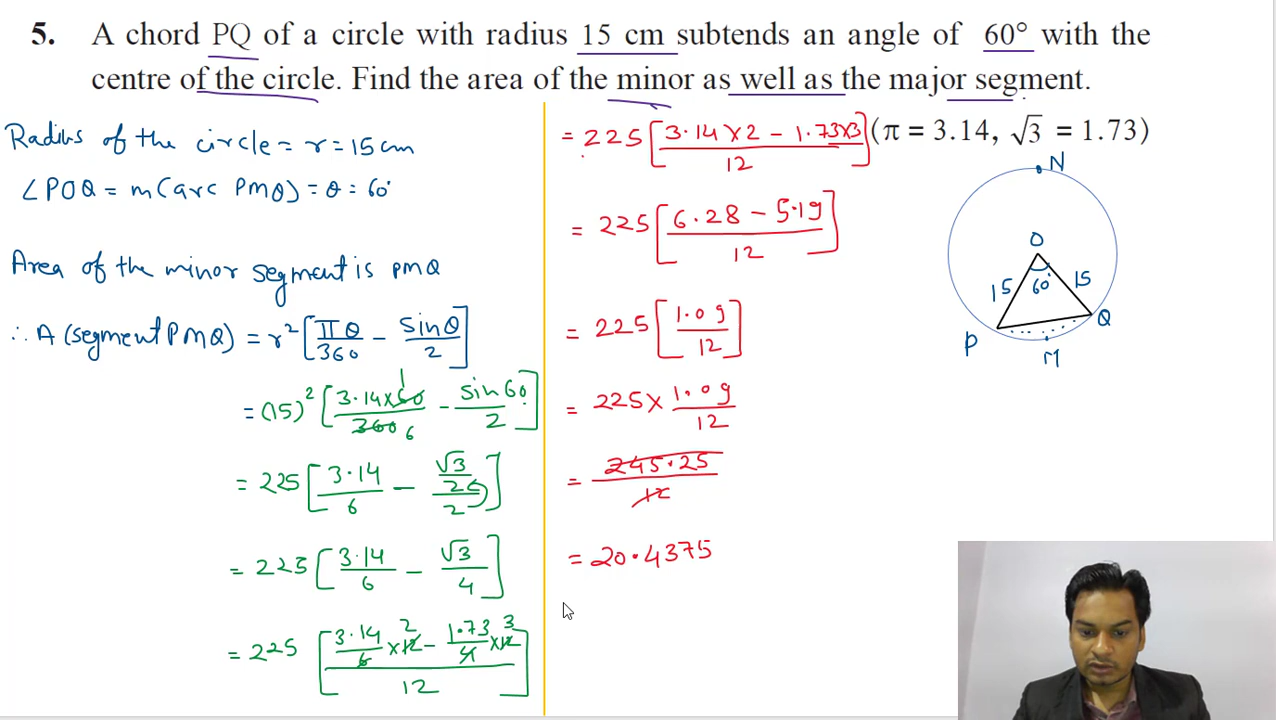 5. A chord PQ of a circle with radius 15 cm subtends an angle of 60° with the
centre of the circle. Find the area of the minor as well as the major segment.
(π = 3.14, √3 = 1.73)
Radius of the circle = r = 15 cm
∠POQ = m(arc PMQ) = θ = 60°
Area of the minor segment is PMQ
∴ A (segment PMQ) = r² [πθ/360 - sinθ/2]
= (15)² [3.14×60/360 - sin60/2]
1
6
= 225 [3.14/6 - √3/2/2]
= 225 [3.14/6 - √3/4]
= 225 [3.14/6 ×12 - 1.73/4 ×12 / 12]
2 3
= 225 [3.14×2 - 1.73×3 / 12]
= 225 [6.28 - 5.19 / 12]
= 225 [1.09/12]
= 225 × 1.09/12
= 245.25/12
= 20.4375
N
O
15 60° 15
P Q
M